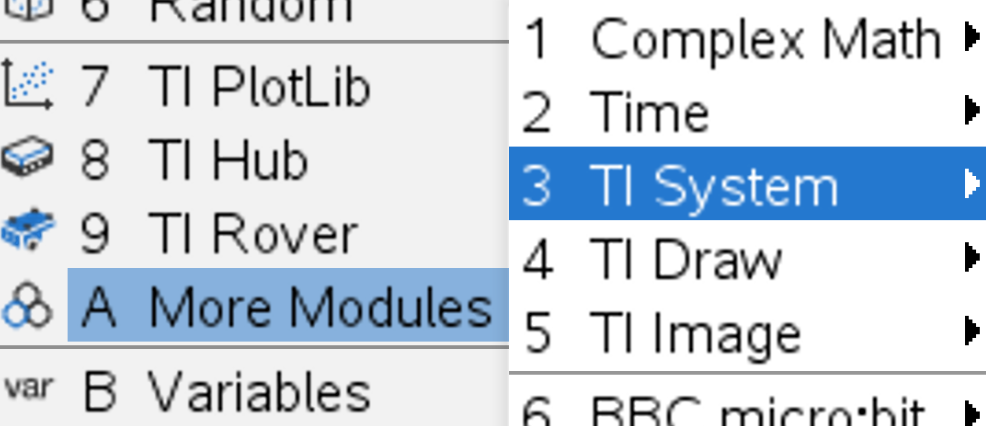 6 Random
7 TI PlotLib
8 TI Hub
9 TI Rover
A More Modules
var B Variables
1 Complex Math
2 Time
3 TI System
4 TI Draw
5 TI Image
6 BBC micro:bit